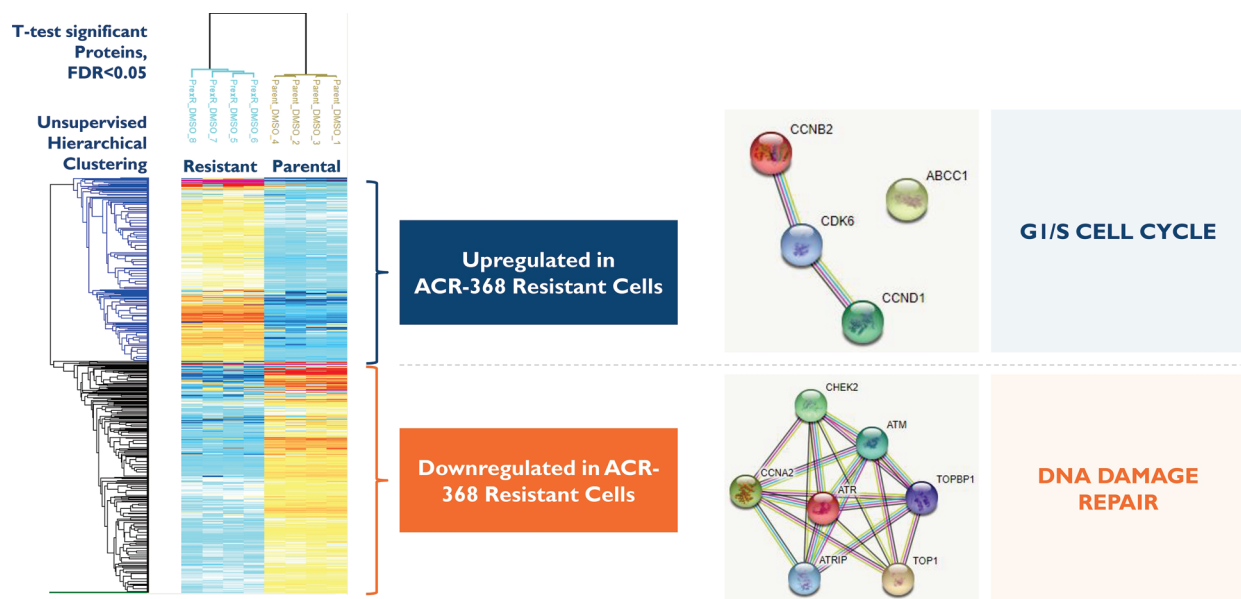 T-test significant
Proteins,
FDR<0.05
Unsupervised
Hierarchical
Clustering
PrexR_DMSO_8
PrexR_DMSO_7
PrexR_DMSO_5
PrexR_DMSO_6
Parent_DMSO_4
Parent_DMSO_2
Parent_DMSO_3
Parent_DMSO_1
Resistant
Parental
Upregulated in
ACR-368 Resistant Cells
CCNB2
ABCC1
CDK6
CCND1
G1/S CELL CYCLE
Downregulated in ACR-
368 Resistant Cells
CHEK2
ATM
CCNA2
ATR
TOPBP1
ATRIP
TOP1
DNA DAMAGE
REPAIR